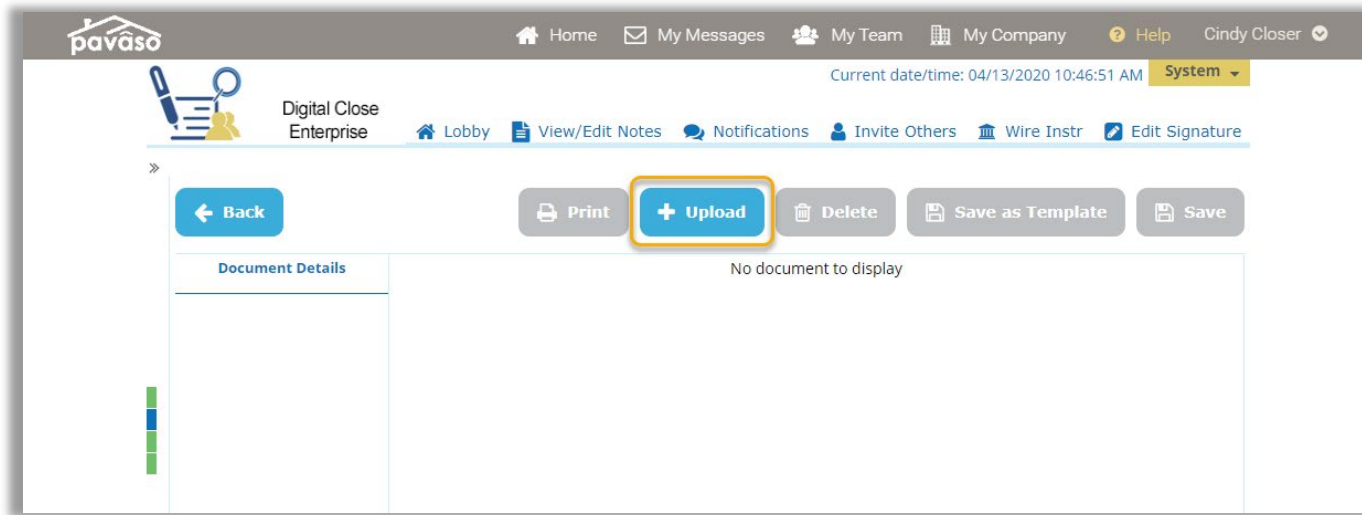 pavaso Home My Messages My Team My Company Help Cindy Closer
Current date/time: 04/13/2020 10:46:51 AM System
Digital Close
Enterprise Lobby View/Edit Notes Notifications Invite Others Wire Instr Edit Signature
Back Print Upload Delete Save as Template Save
Document Details No document to display